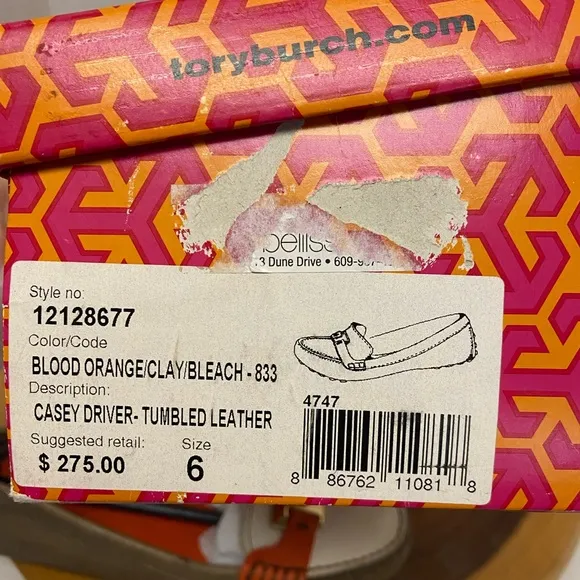 toryburch.com
3 Dune Drive • 609-9
Style no:
12128677
Color/Code
BLOOD ORANGE/CLAY/BLEACH - 833
Description:
CASEY DRIVER- TUMBLED LEATHER
Suggested retail: Size
$ 275.00 6
4747
8 86762 11081 8